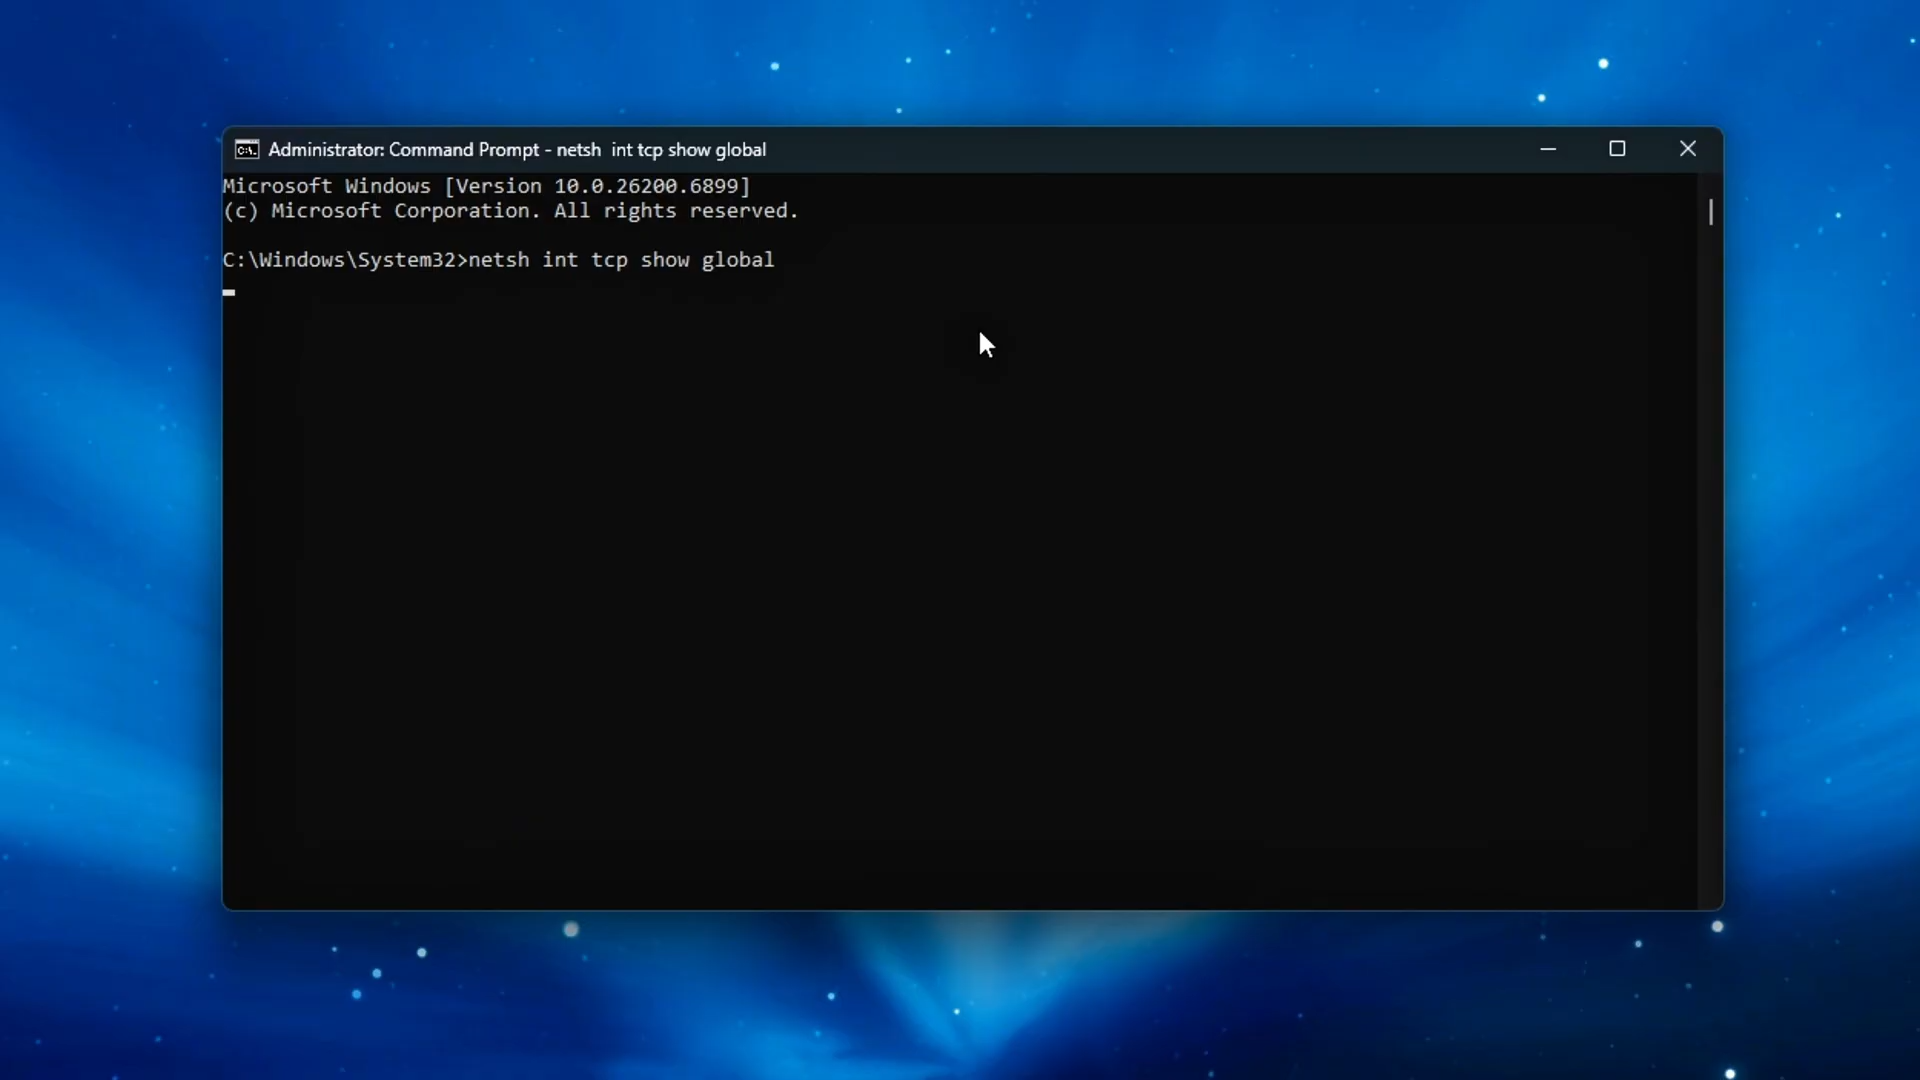 Administrator: Command Prompt - netsh  int tcp show global
Microsoft Windows [Version 10.0.26200.6899]
(c) Microsoft Corporation. All rights reserved.
C:\Windows\System32>netsh int tcp show global